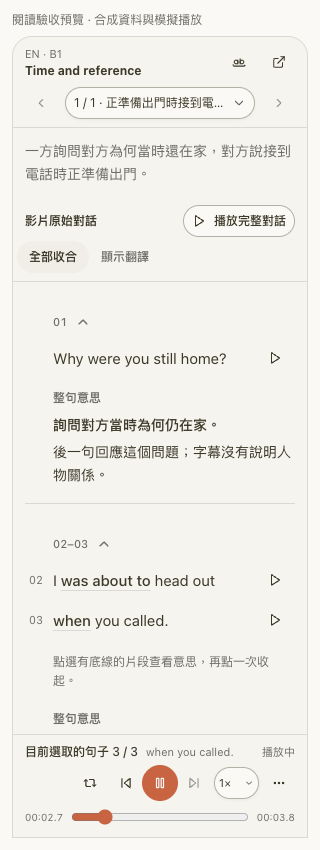 閱讀驗收預覽 · 合成資料與模擬播放
EN · B1
Time and reference
1 / 1 · 正準備出門時接到電...
一方詢問對方為何當時還在家，對方說接到
電話時正準備出門。
影片原始對話
播放完整對話
全部收合
顯示翻譯
01
Why were you still home?
整句意思
詢問對方當時為何仍在家。
後一句回應這個問題；字幕沒有說明人
物關係。
02–03
02 I was about to head out
03 when you called.
點選有底線的片段查看意思，再點一次收
起。
整句意思
目前選取的句子 3 / 3 when you called. 播放中
1×
00:02.7 00:03.8